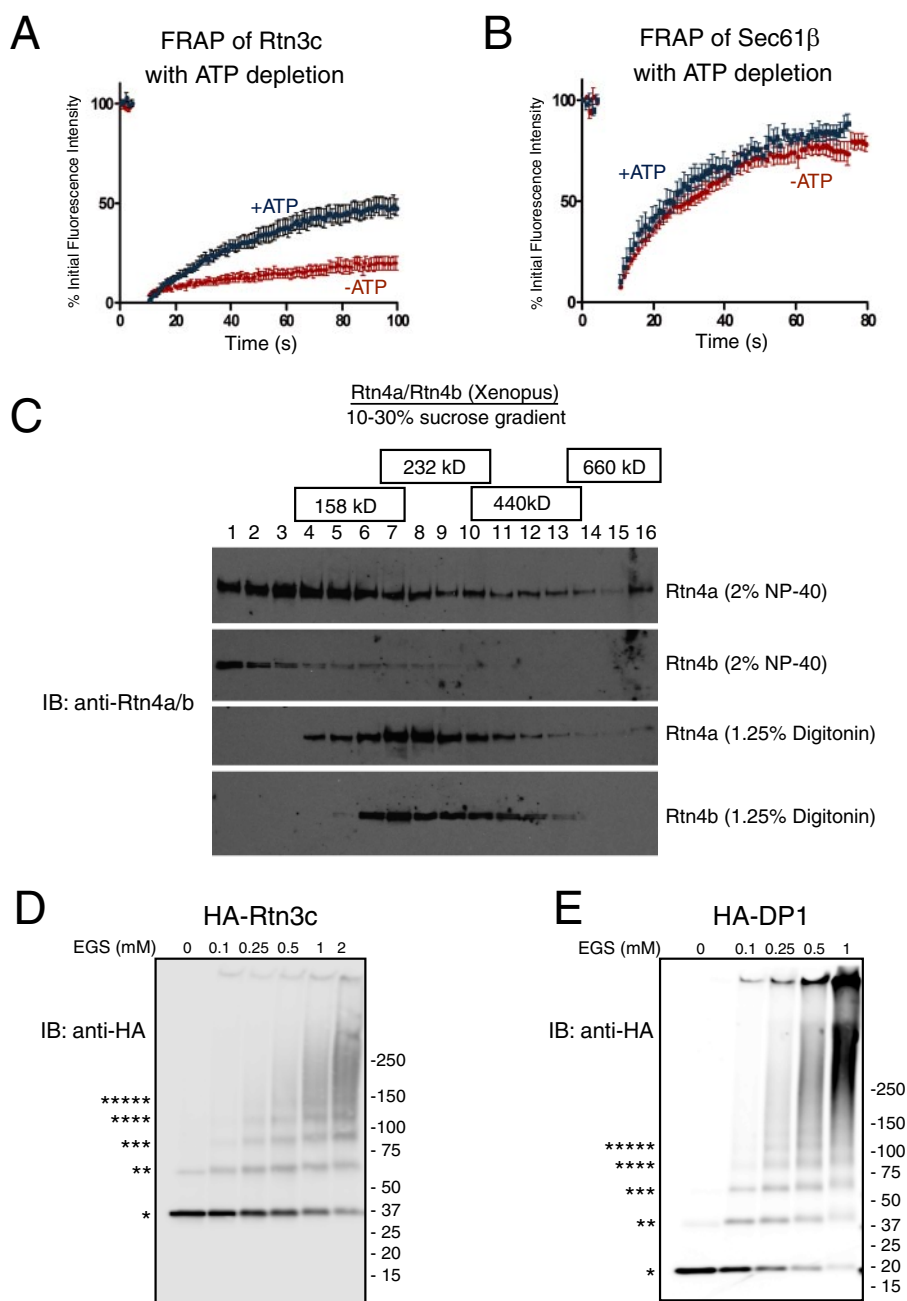 A
FRAP of Rtn3c
with ATP depletion
% Initial Fluorescence Intensity
100
50
0
+ATP
-ATP
0 20 40 60 80 100
Time (s)
B
FRAP of Sec61β
with ATP depletion
% Initial Fluorescence Intensity
100
50
0
+ATP
-ATP
0 20 40 60 80
Time (s)
C
Rtn4a/Rtn4b (Xenopus)
10-30% sucrose gradient
232 kD
660 kD
158 kD
440kD
1 2 3 4 5 6 7 8 9 10 11 12 13 14 15 16
Rtn4a (2% NP-40)
Rtn4b (2% NP-40)
IB: anti-Rtn4a/b
Rtn4a (1.25% Digitonin)
Rtn4b (1.25% Digitonin)
D
HA-Rtn3c
EGS (mM) 0 0.1 0.25 0.5 1 2
IB: anti-HA
-250
-150
*****
****
-100
***
-75
**
- 50
*
- 37
- 25
- 20
- 15
E
HA-DP1
EGS (mM) 0 0.1 0.25 0.5 1
IB: anti-HA
-250
-150
*****
-100
****
-75
***
- 50
**
- 37
- 25
*
- 20
- 15